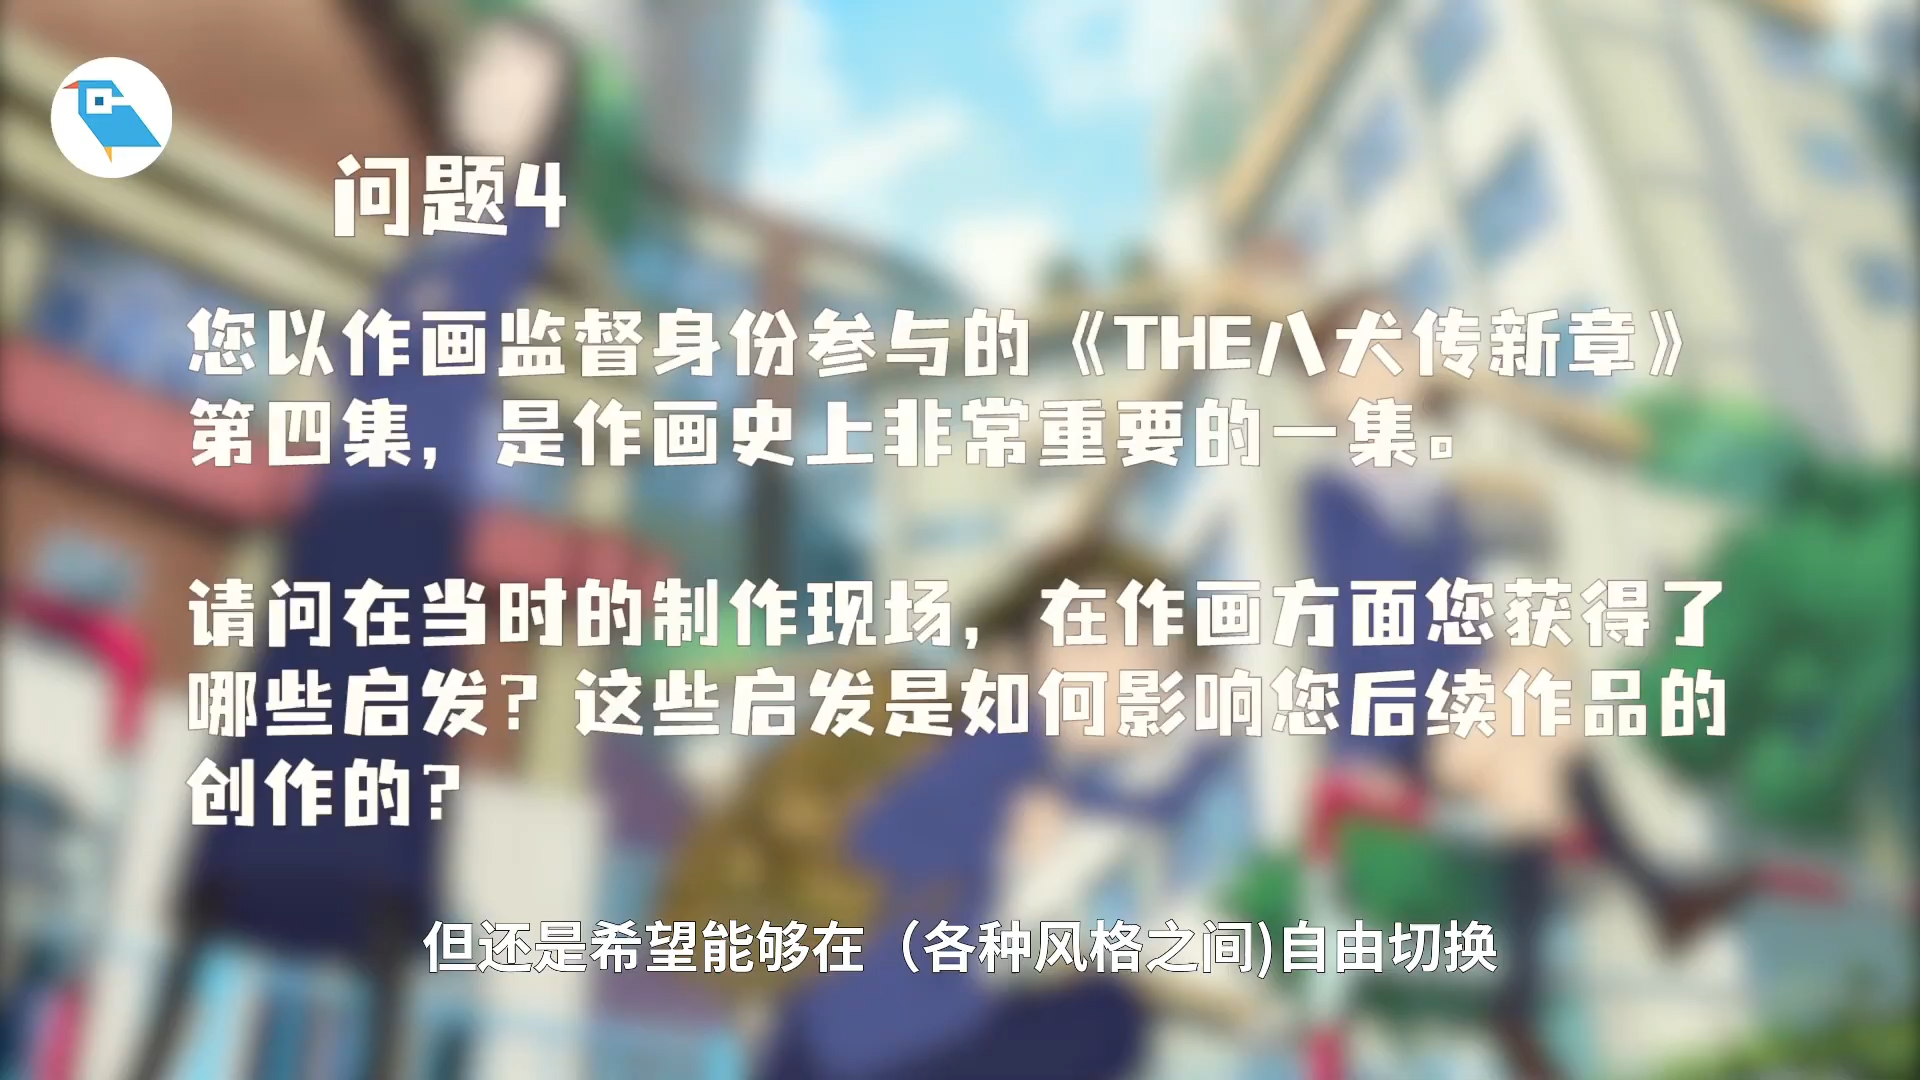 问题4
您以作画监督身份参与的《THE八犬传新章》
第四集，是作画史上非常重要的一集。
请问在当时的制作现场，在作画方面您获得了
哪些启发？这些启发是如何影响您后续作品的
创作的？
但还是希望能够在（各种风格之间)自由切换